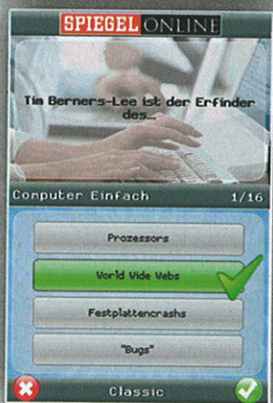 SPIEGEL ONLINE
Tim Berners-Lee ist der Erfinder
des...
Computer Einfach 1/16
Prozessors
World Wide Webs
Festplattencrashs
"Bugs"
Classic